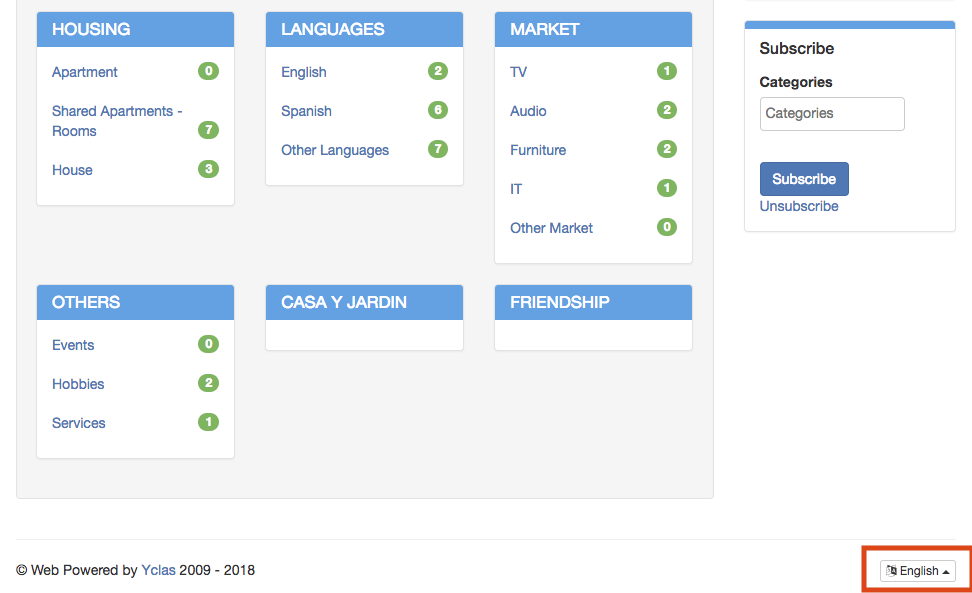 HOUSING
Apartment 0
Shared Apartments -
Rooms 7
House 3
LANGUAGES
English 2
Spanish 6
Other Languages 7
MARKET
TV 1
Audio 2
Furniture 2
IT 1
Other Market 0
OTHERS
Events 0
Hobbies 2
Services 1
CASA Y JARDIN
FRIENDSHIP
Subscribe
Categories
Categories
Subscribe
Unsubscribe
© Web Powered by Yclas 2009 - 2018
English